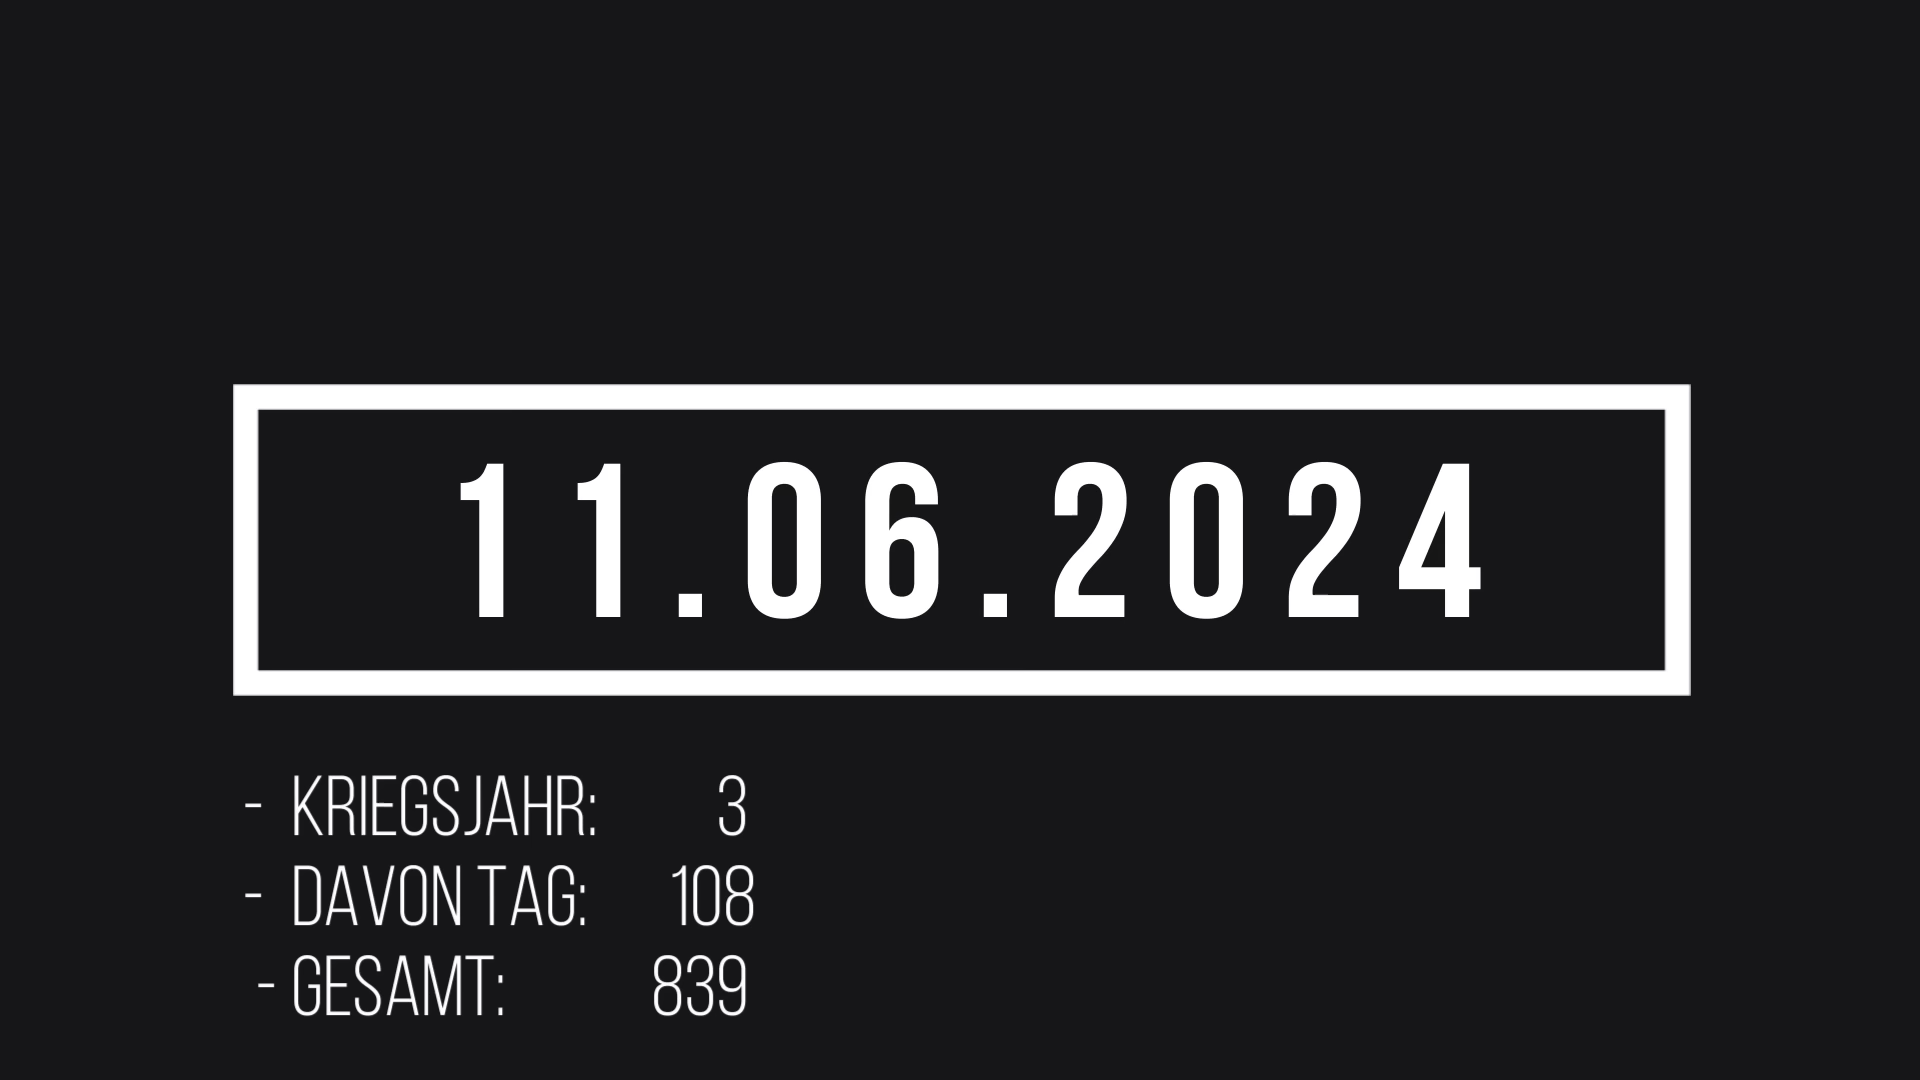 11.06.2024
- KRIEGSJAHR: 3
- DAVON TAG: 108
- GESAMT: 839